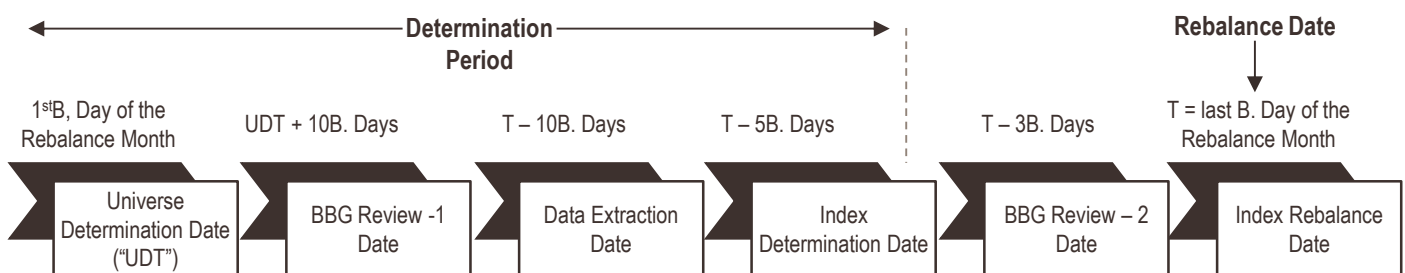 Determination
Period
Rebalance Date
1stB, Day of the
Rebalance Month
UDT + 10B. Days
T – 10B. Days
T – 5B. Days
T – 3B. Days
T = last B. Day of the
Rebalance Month
Universe
Determination Date
(“UDT”)
BBG Review -1
Date
Data Extraction
Date
Index
Determination Date
BBG Review – 2
Date
Index Rebalance
Date